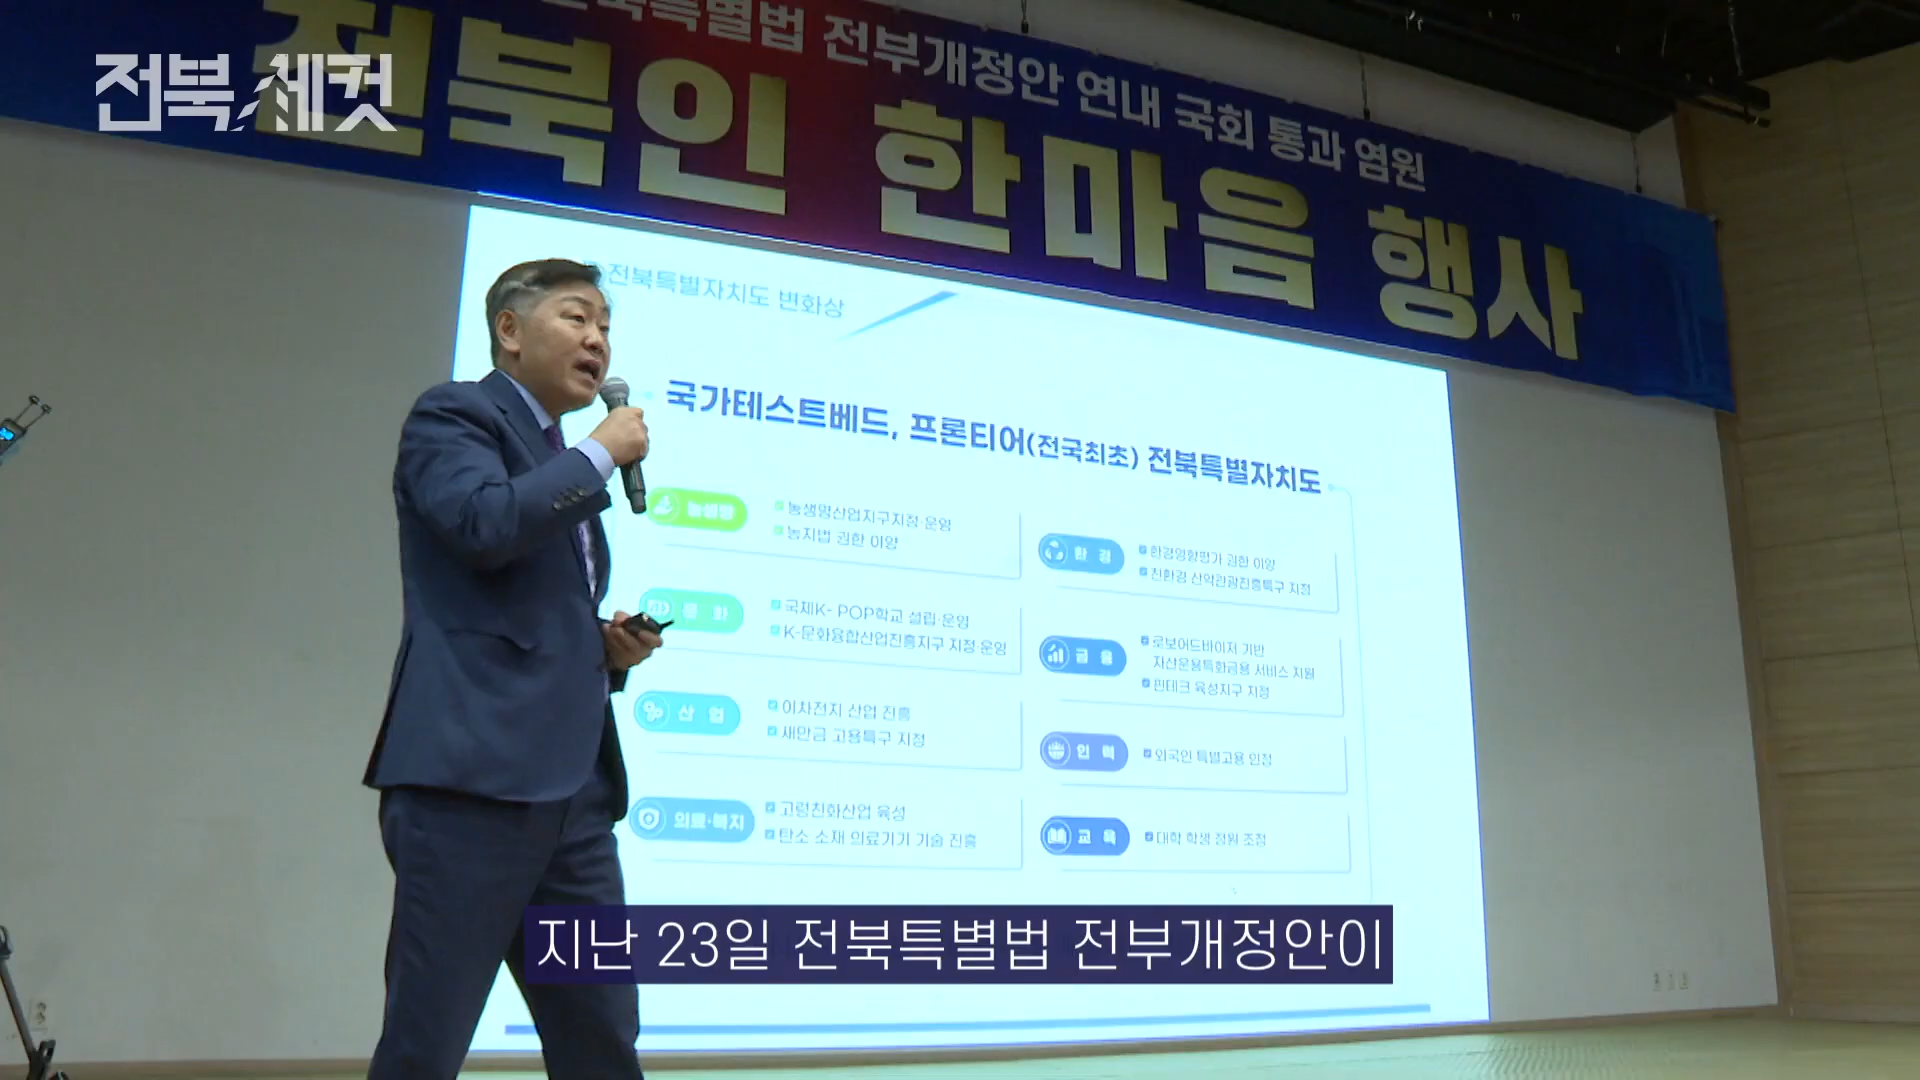 전북 세컷
전북특별법 전부개정안 연내 국회 통과 염원
전북인 한마음 행사
전북특별자치도 변화상
국가테스트베드, 프론티어(전국최초) 전북특별자치도
농생명
농생명산업지구지정·운영
농지법 권한 이양
문 화
국제K- POP학교 설립·운영
K-문화융합산업진흥지구 지정 운영
산 업
이차전지 산업 진흥
새만금 고용특구 지정
의료·복지
고령친화산업 육성
탄소 소재 의료기기 기술 진흥
환 경
환경영향평가 권한 이양
친환경 산악관광진흥특구 지정
금 융
로보어드바이저 기반
자산운용특화금융 서비스 지원
핀테크 육성지구 지정
인 력
외국인 특별고용 인정
교 육
대학 학생 정원 조정
지난 23일 전북특별법 전부개정안이